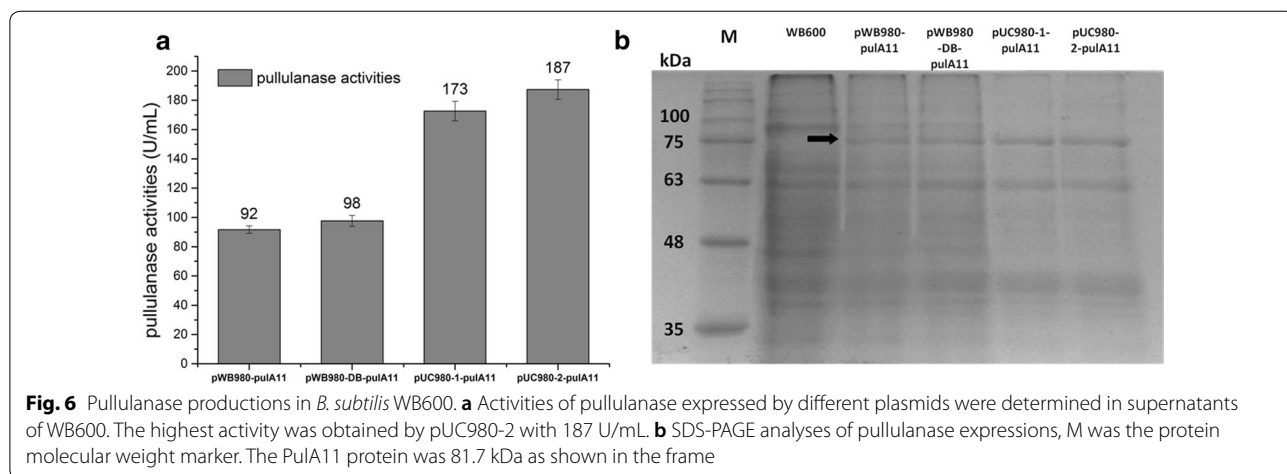 a
pullulanase activities (U/mL)
200
180
160
140
120
100
80
60
40
20
0
pullulanase activities
92
98
173
187
pWB980-pulA11
pWB980-DB-pulA11
pUC980-1-pulA11
pUC980-2-pulA11
b
M
WB600
pWB980-
pulA11
pWB980
-DB-
pulA11
pUC980-1-
pulA11
pUC980-
2-pulA11
kDa
100
75
63
48
35
Fig. 6 Pullulanase productions in B. subtilis WB600. a Activities of pullulanase expressed by different plasmids were determined in supernatants
of WB600. The highest activity was obtained by pUC980-2 with 187 U/mL. b SDS-PAGE analyses of pullulanase expressions, M was the protein
molecular weight marker. The PulA11 protein was 81.7 kDa as shown in the frame